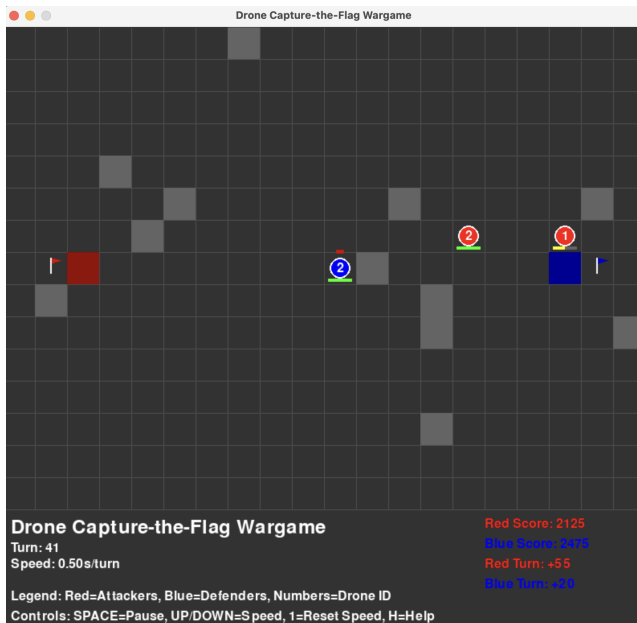 Drone Capture-the-Flag Wargame
2
1
2
Drone Capture-the-Flag Wargame
Turn: 41
Speed: 0.50s/turn
Legend: Red=Attackers, Blue=Defenders, Numbers=Drone ID
Controls: SPACE=Pause, UP/DOWN=Speed, 1=Reset Speed, H=Help
Red Score: 2125
Blue Score: 2475
Red Turn: +55
Blue Turn: +20